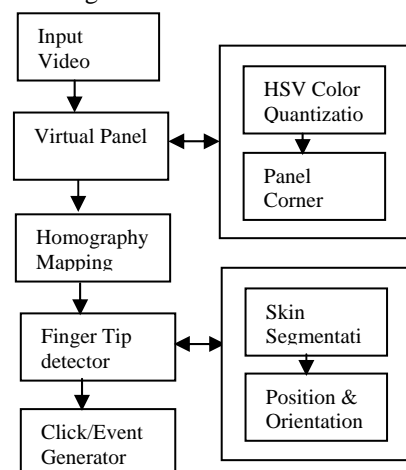 Input
Video
HSV Color
Quantizatio
Virtual Panel
Panel
Corner
Homography
Mapping
Finger Tip
detector
Skin
Segmentati
Position &
Orientation
Click/Event
Generator